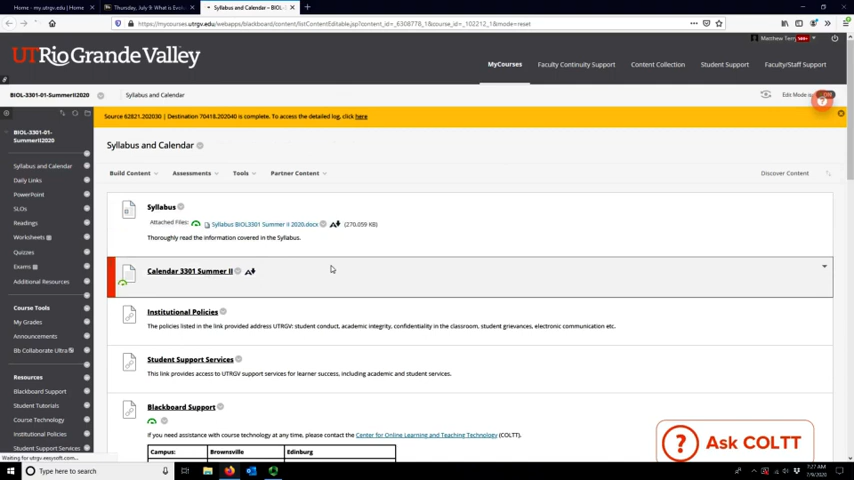 Home - my.utrgv.edu
Thursday, July 9: What is Evolu
Syllabus and Calendar – BIOL-3
https://mycourses.utrgv.edu/webapps/blackboard/content/listContentEditable.jsp?content_id=_6308778_1&course_id=_102212_1&mode=reset
Matthew Terry
UTRioGrandeValley
MyCourses
Faculty Continuity Support
Content Collection
Student Support
Faculty/Staff Support
BIOL-3301-01-SummerII2020
Syllabus and Calendar
Edit Mode is:
BIOL-3301-01-
SummerII2020
Syllabus and Calendar
Daily Links
PowerPoint
SLOs
Readings
Worksheets
Quizzes
Exams
Additional Resources
Course Tools
My Grades
Announcements
Bb Collaborate Ultra
Resources
Blackboard Support
Student Tutorials
Course Technology
Institutional Policies
Student Support Services
Source 62821.202030 | Destination 70418.202040 is complete. To access the detailed log, click here
Syllabus and Calendar
Build Content
Assessments
Tools
Partner Content
Discover Content
Syllabus
Attached Files: Syllabus BIOL3301 Summer II 2020.docx (270.059 KB)
Thoroughly read the information covered in the Syllabus.
Calendar 3301 Summer II
Institutional Policies
The policies listed in the link provided address UTRGV: student conduct, academic integrity, confidentiality in the classroom, student grievances, electronic communication etc.
Student Support Services
This link provides access to UTRGV support services for learner success, including academic and student services.
Blackboard Support
If you need assistance with course technology at any time, please contact the Center for Online Learning and Teaching Technology (COLTT).
Campus: Brownsville Edinburg
? Ask COLTT
Waiting for utrgv.easysoft.com...
Type here to search
7:27 AM
7/9/2020